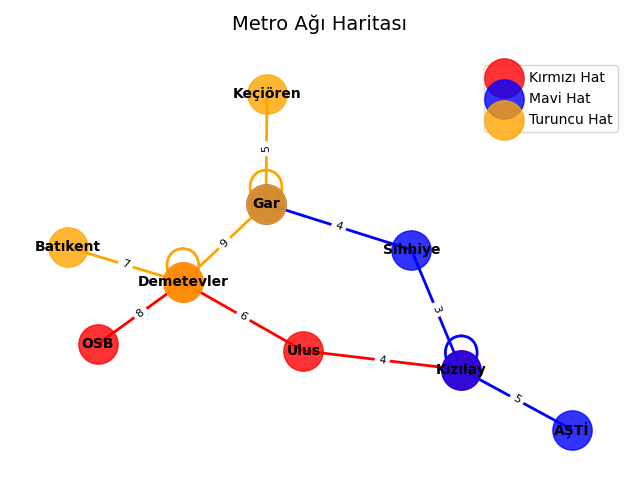 Metro Ağı Haritası
Kırmızı Hat
Mavi Hat
Turuncu Hat
Keçiören
5
Gar
4
9
Sıhhiye
Batıkent
7
Demetevler
3
8
6
OSB
Ulus
4
Kızılay
5
AŞTİ